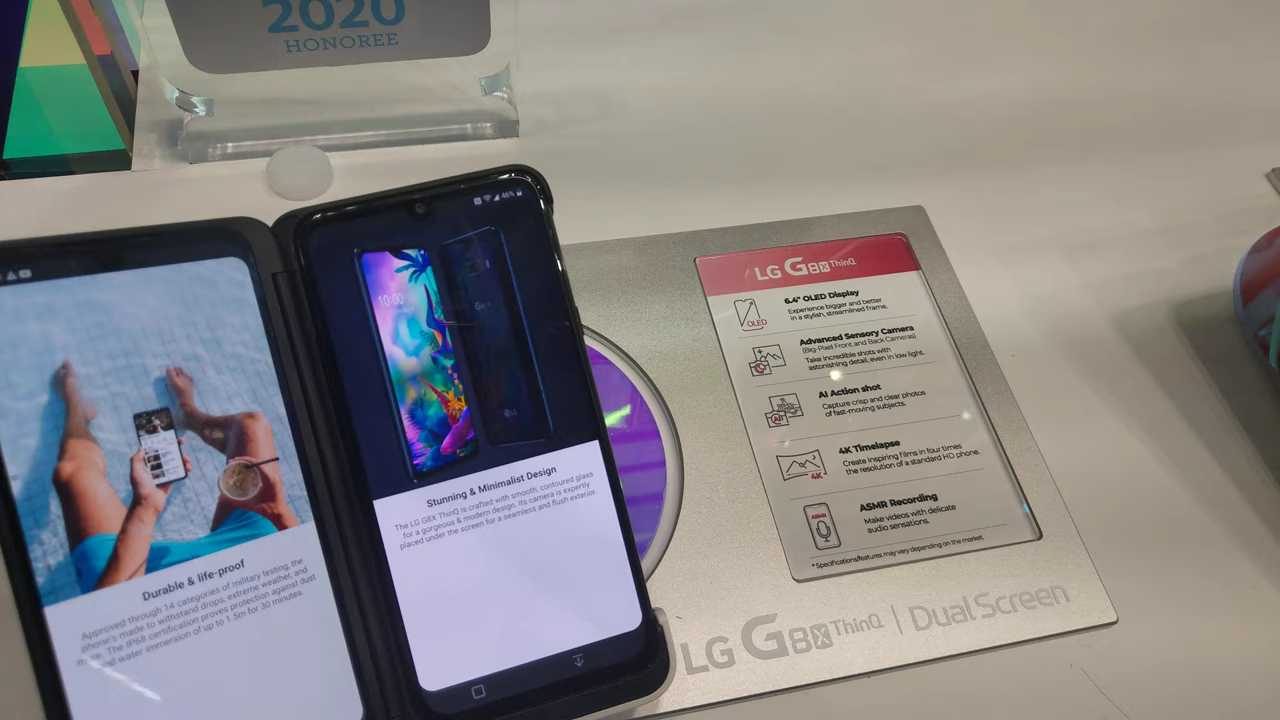 2020
HONOREE
46%
10:00
Stunning & Minimalist Design
The LG G8X ThinQ is crafted with smooth, contoured glass
for a gorgeous & modern design. Its camera is expertly
placed under the screen for a seamless and flush exterior.
Durable & life-proof
Approved through 14 categories of military testing, the
phone's made to withstand drops, extreme weather, and
The IP68 certification proves protection against dust
and water immersion of up to 1.5m for 30 minutes.
LG G8X ThinQ
OLED
6.4" OLED Display
Experience bigger and better
in a stylish, streamlined frame.
Advanced Sensory Camera
(Big-Pixel Front and Back Cameras)
Take incredible shots with
astonishing detail, even in low light.
AI
AI Action shot
Capture crisp and clear photos
of fast-moving subjects.
4K
4K Timelapse
Create inspiring films in four times
the resolution of a standard HD phone.
ASMR
ASMR Recording
Make videos with delicate
audio sensations.
* Specifications/features may vary depending on the market.
LG G8X ThinQ | Dual Screen